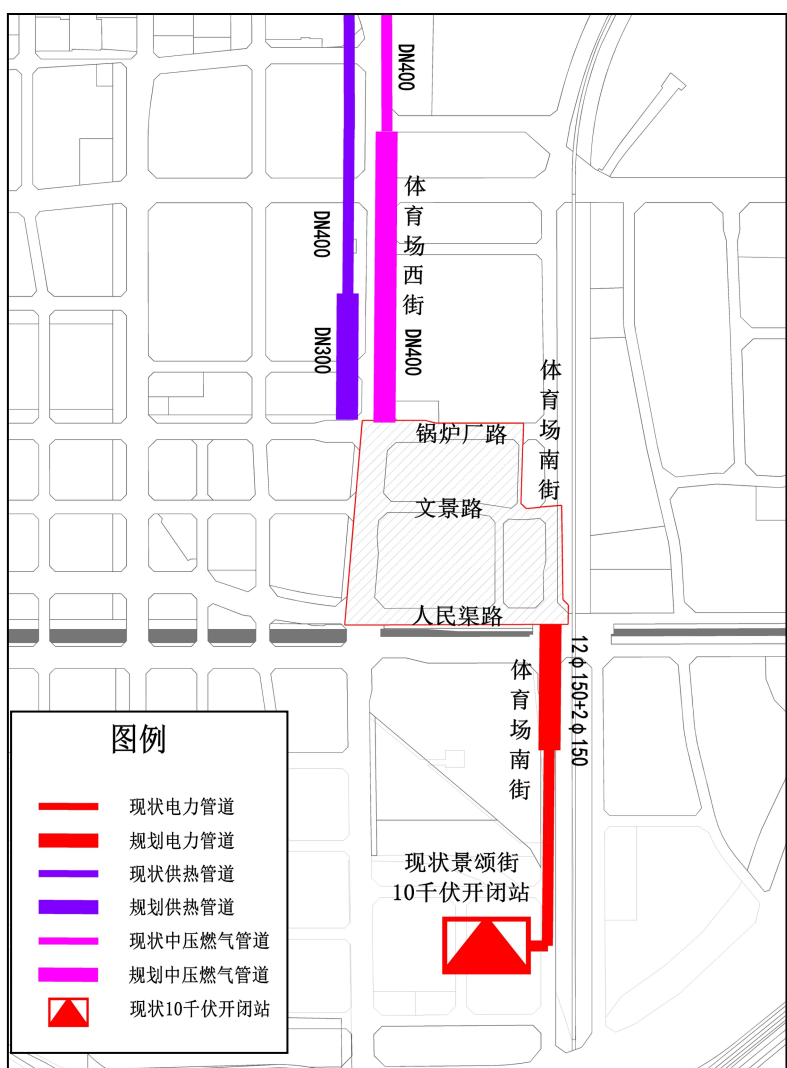 DN400
体育场西街
DN400
DN300
DN400
体育场南街
锅炉厂路
文景路
人民渠路
12φ150+2φ150
体育场南街
现状景颂街
10千伏开闭站
图例
现状电力管道
规划电力管道
现状供热管道
规划供热管道
现状中压燃气管道
规划中压燃气管道
现状10千伏开闭站